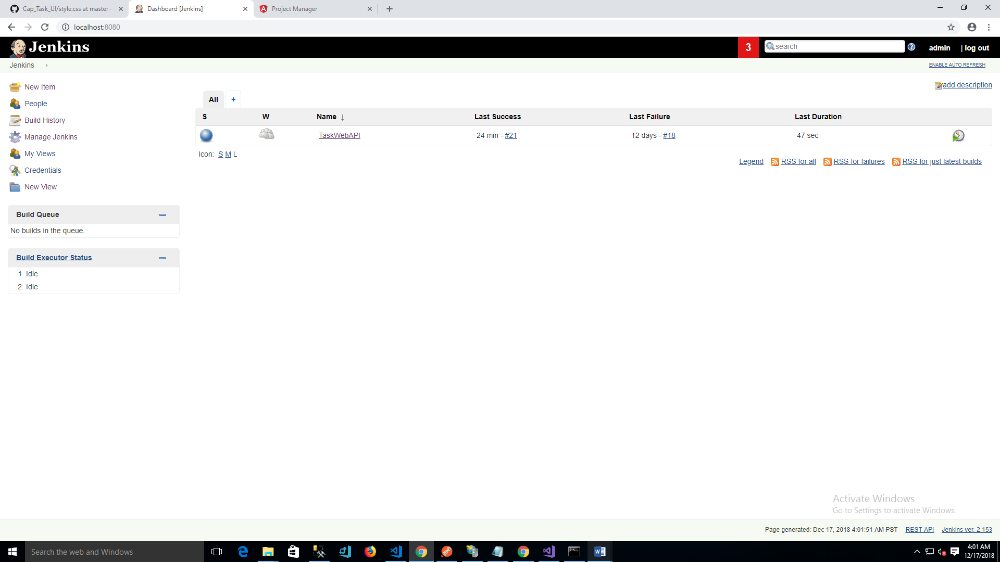 Cap_Task_UI/style.css at master
Dashboard [Jenkins]
Project Manager
localhost:8080
Jenkins
3
search
admin
| log out
Jenkins
ENABLE AUTO REFRESH
New Item
People
Build History
Manage Jenkins
My Views
Credentials
New View
add description
All
+
S W Name ↓ Last Success Last Failure Last Duration
TaskWebAPI 24 min - #21 12 days - #18 47 sec
Icon: S M L
Legend RSS for all RSS for failures RSS for just latest builds
Build Queue
No builds in the queue.
Build Executor Status
1 Idle
2 Idle
Activate Windows
Go to Settings to activate Windows.
Page generated: Dec 17, 2018 4:01:51 AM PST REST API Jenkins ver. 2.153
Search the web and Windows
4:01 AM
12/17/2018